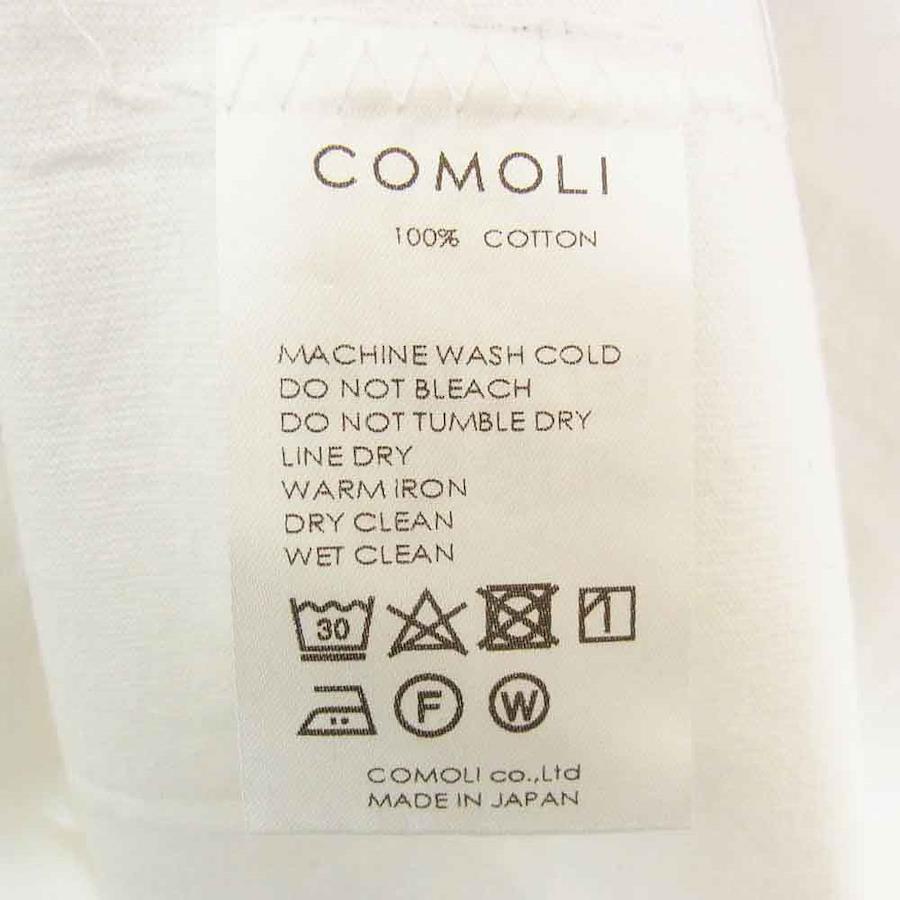 COMOLI
100% COTTON
MACHINE WASH COLD
DO NOT BLEACH
DO NOT TUMBLE DRY
LINE DRY
WARM IRON
DRY CLEAN
WET CLEAN
30
F W
COMOLI co.,Ltd
MADE IN JAPAN